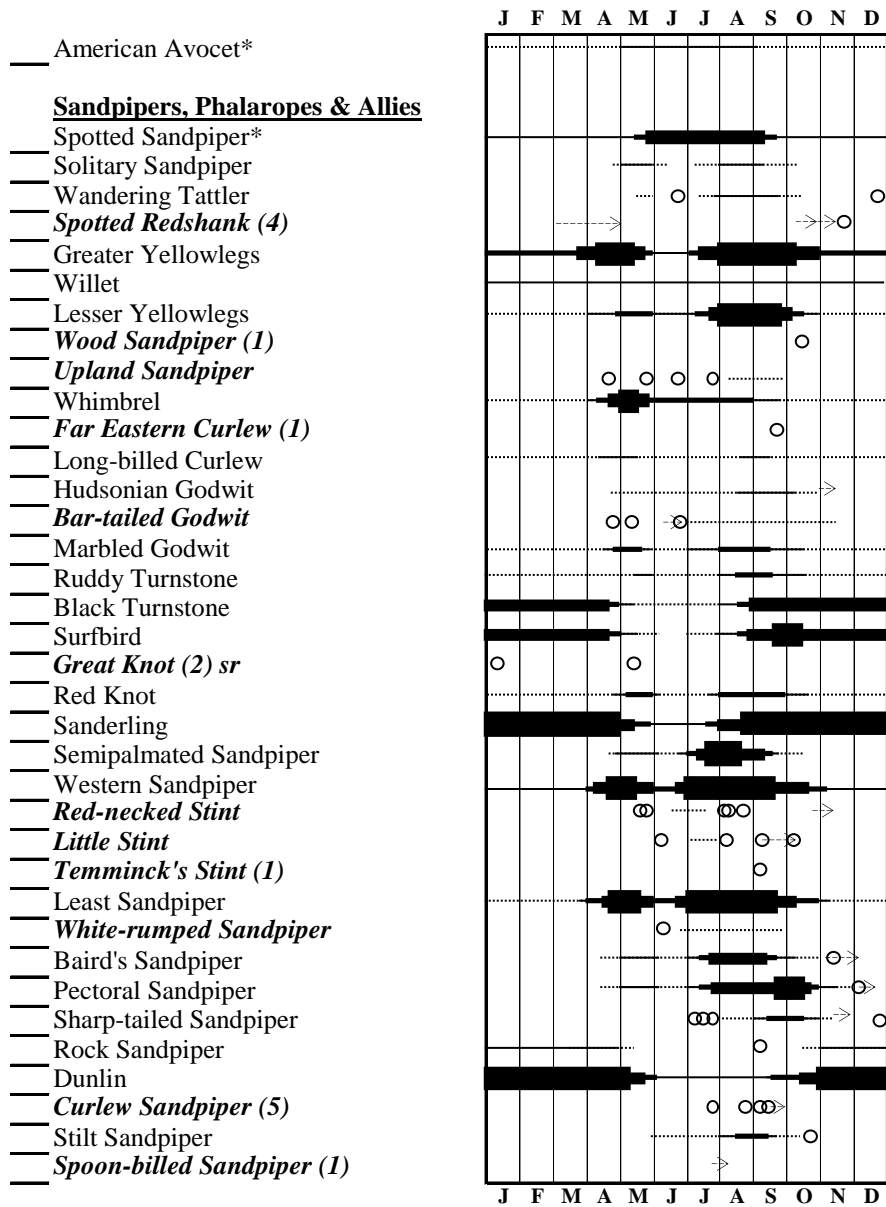 J F M A M J J A S O N D
American Avocet*
Sandpipers, Phalaropes & Allies
Spotted Sandpiper*
Solitary Sandpiper
Wandering Tattler
Spotted Redshank (4)
Greater Yellowlegs
Willet
Lesser Yellowlegs
Wood Sandpiper (1)
Upland Sandpiper
Whimbrel
Far Eastern Curlew (1)
Long-billed Curlew
Hudsonian Godwit
Bar-tailed Godwit
Marbled Godwit
Ruddy Turnstone
Black Turnstone
Surfbird
Great Knot (2) sr
Red Knot
Sanderling
Semipalmated Sandpiper
Western Sandpiper
Red-necked Stint
Little Stint
Temminck's Stint (1)
Least Sandpiper
White-rumped Sandpiper
Baird's Sandpiper
Pectoral Sandpiper
Sharp-tailed Sandpiper
Rock Sandpiper
Dunlin
Curlew Sandpiper (5)
Stilt Sandpiper
Spoon-billed Sandpiper (1)
J F M A M J J A S O N D